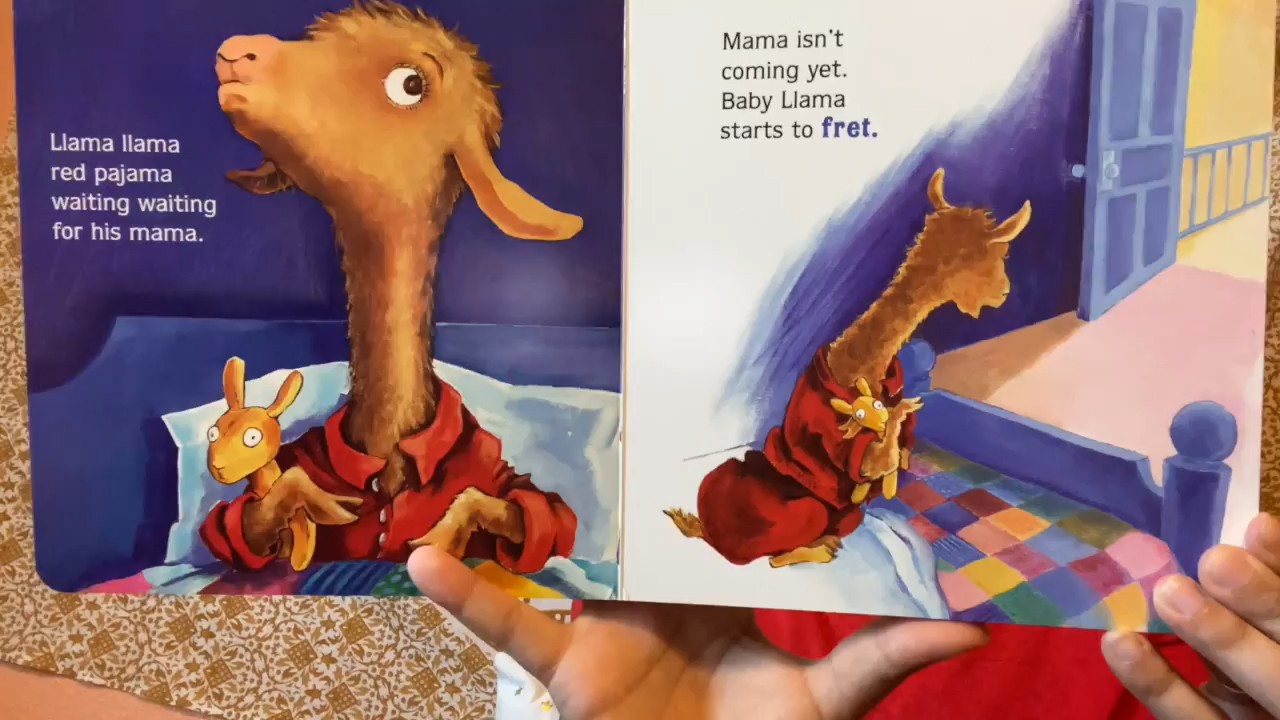 Llama llama
red pajama
waiting waiting
for his mama.
Mama isn't
coming yet.
Baby Llama
starts to fret.